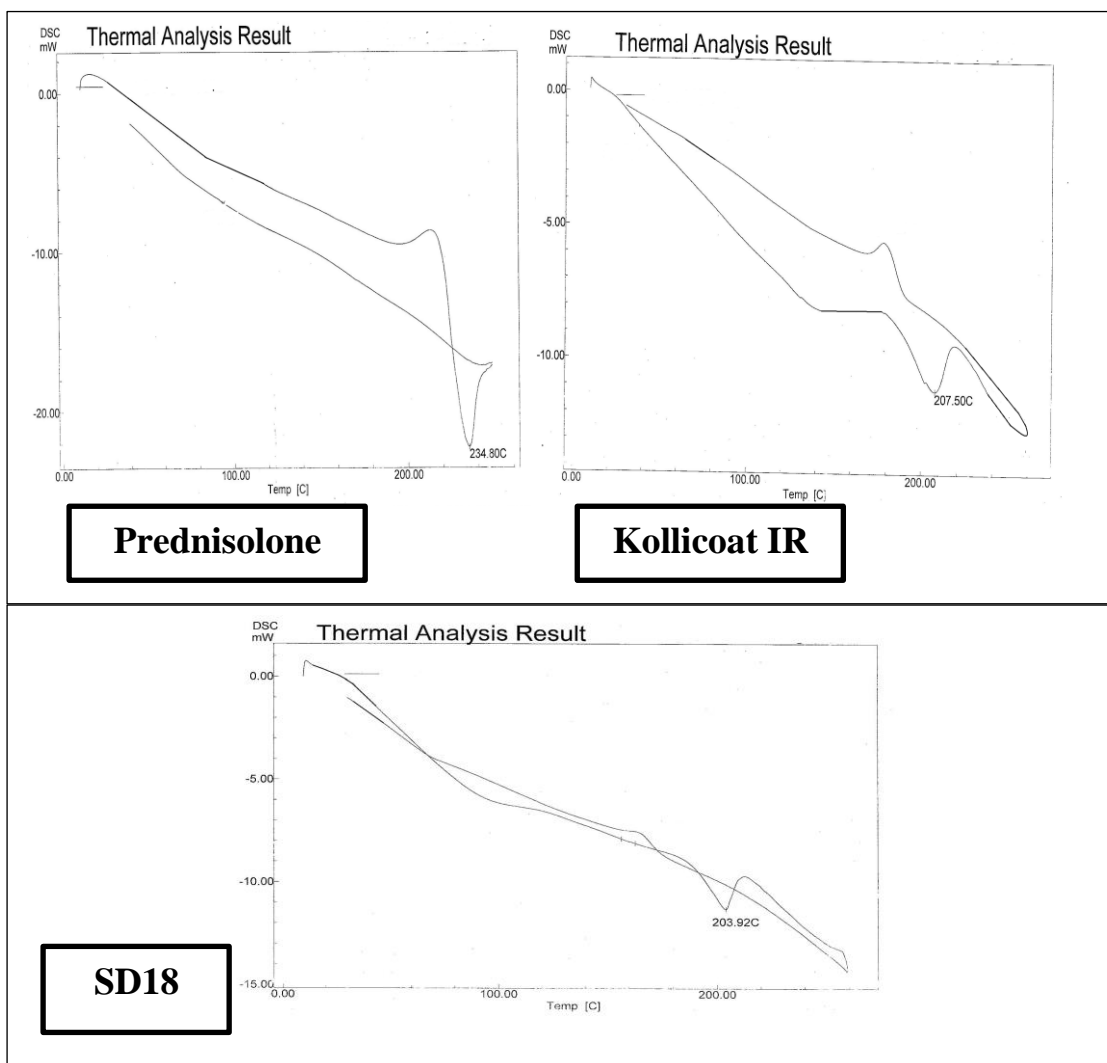 DSC
mW
Thermal Analysis Result
0.00
-10.00
-20.00
0.00
100.00
200.00
Temp [C]
234.80C
Prednisolone
DSC
mW
Thermal Analysis Result
0.00
-5.00
-10.00
0.00
100.00
200.00
Temp [C]
207.50C
Kollicoat IR
DSC
mW
Thermal Analysis Result
0.00
-5.00
-10.00
-15.00
0.00
100.00
200.00
Temp [C]
203.92C
SD18